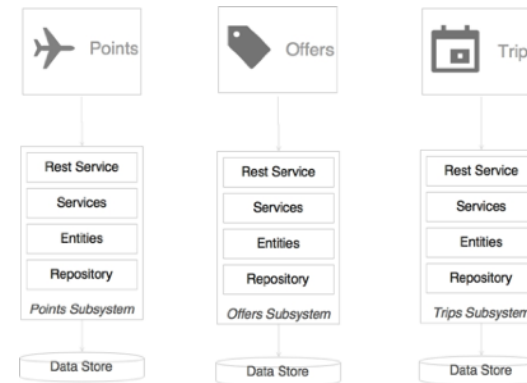 Points
Offers
Trip
Rest Service
Services
Entities
Repository
Points Subsystem
Data Store
Rest Service
Services
Entities
Repository
Offers Subsystem
Data Store
Rest Service
Services
Entities
Repository
Trips Subsystem
Data Store